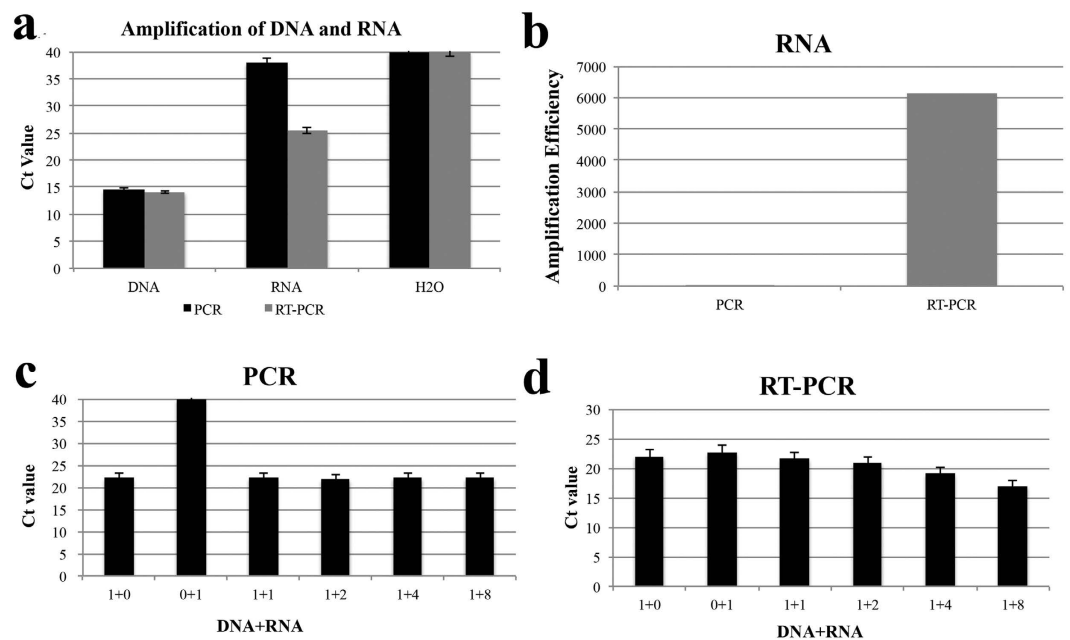 a
Amplification of DNA and RNA
40
35
30
25
20
15
10
5
0
Ct Value
DNA RNA H2O
PCR RT-PCR
b
RNA
7000
6000
5000
4000
3000
2000
1000
0
Amplification Efficiency
PCR RT-PCR
c
PCR
40
35
30
25
20
15
10
5
0
Ct value
1+0 0+1 1+1 1+2 1+4 1+8
DNA+RNA
d
RT-PCR
30
25
20
15
10
5
0
Ct value
1+0 0+1 1+1 1+2 1+4 1+8
DNA+RNA